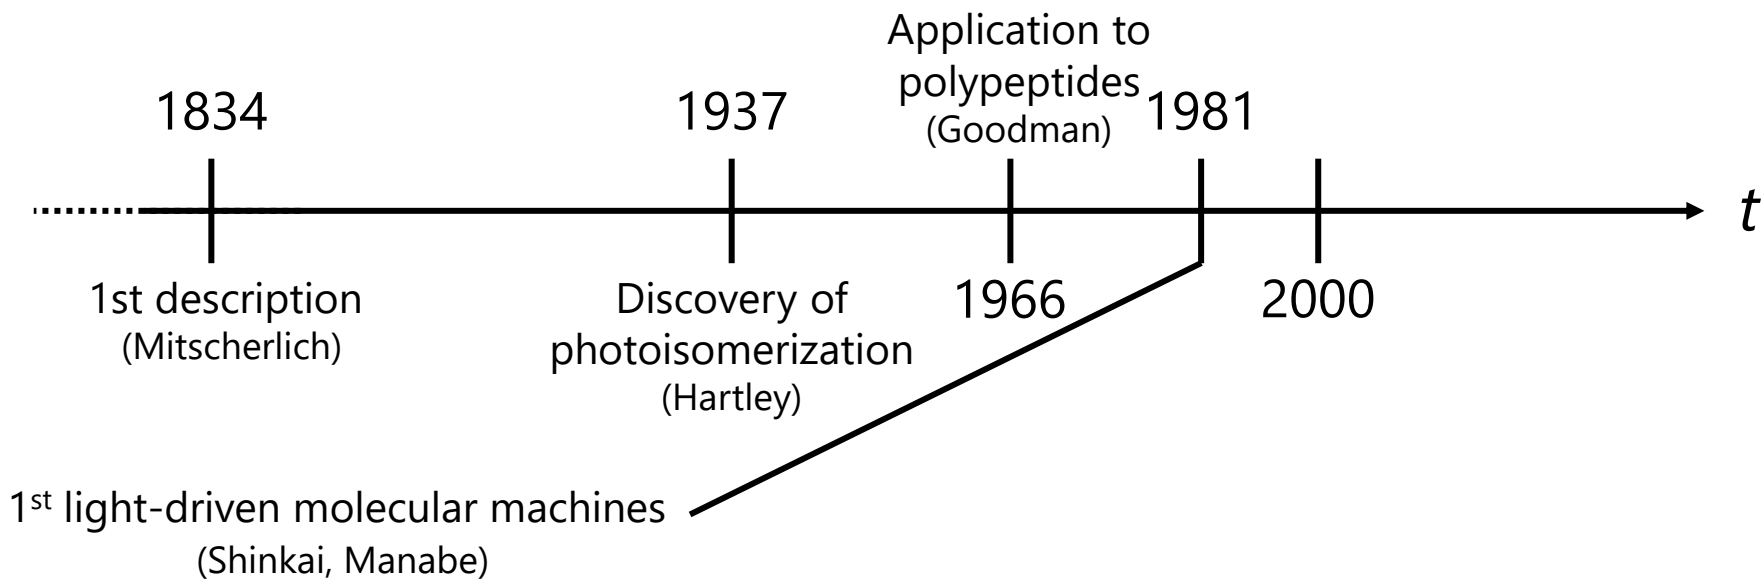 Application to
polypeptides
(Goodman)
1834
1937
1981
t
1st description
(Mitscherlich)
Discovery of
photoisomerization
(Hartley)
1966
2000
1st light-driven molecular machines
(Shinkai, Manabe)